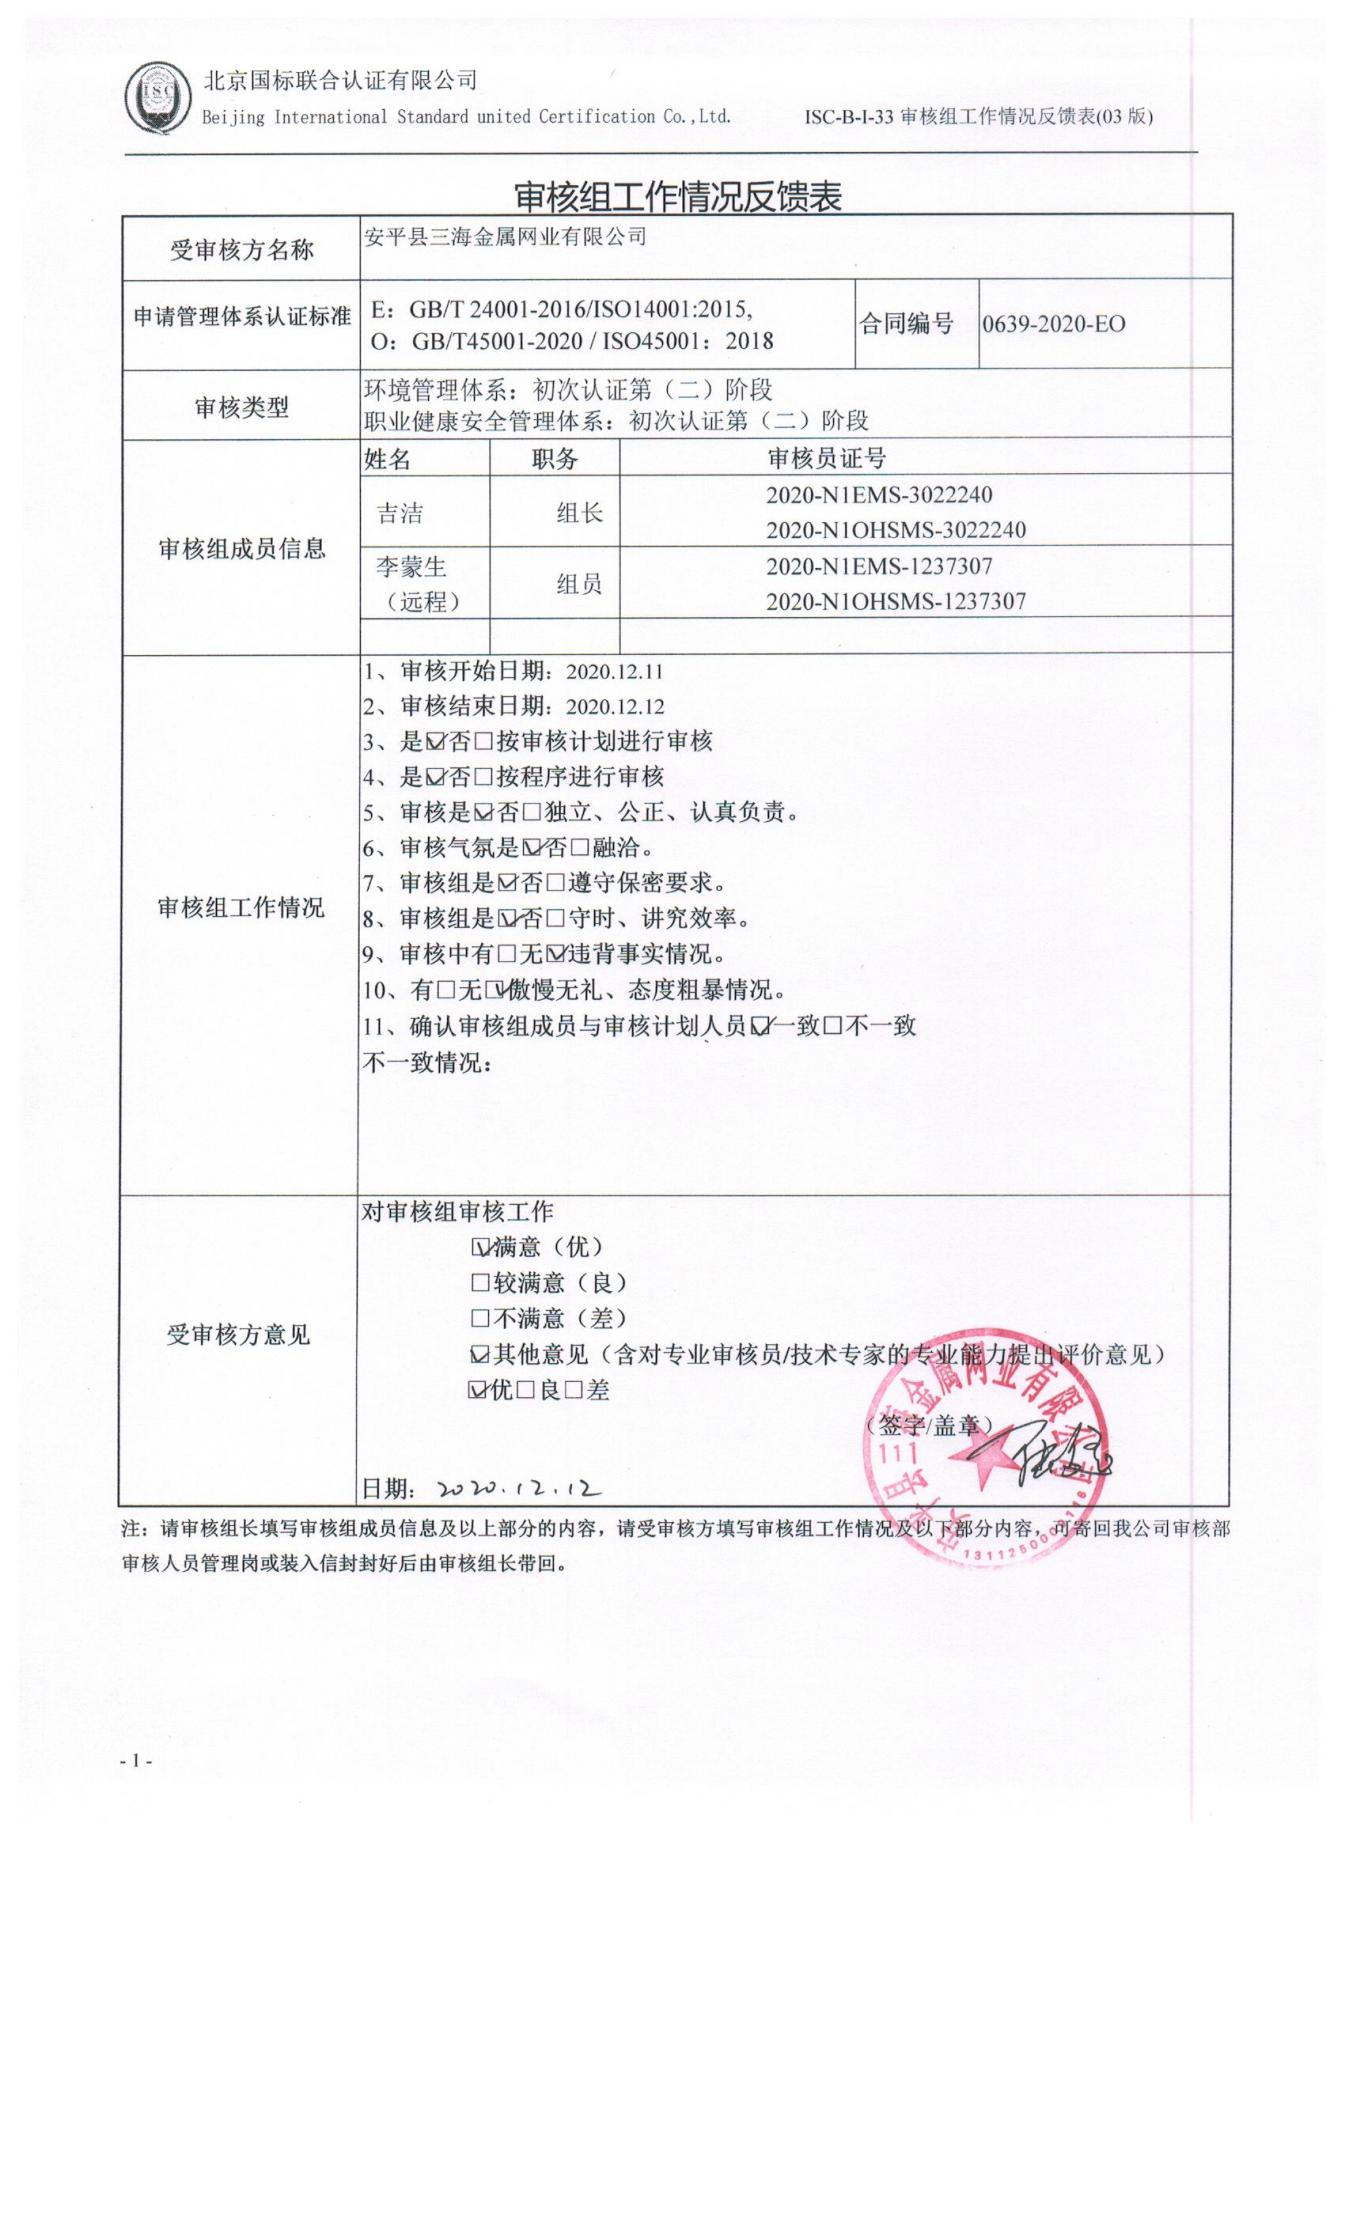 ISC
北京国标联合认证有限公司
Beijing International Standard united Certification Co.,Ltd.
ISC-B-I-33 审核组工作情况反馈表(03 版)
审核组工作情况反馈表
受审核方名称
安平县三海金属网业有限公司
申请管理体系认证标准
E：GB/T 24001-2016/ISO14001:2015,
O：GB/T45001-2020 / ISO45001：2018
合同编号
0639-2020-EO
审核类型
环境管理体系：初次认证第（二）阶段
职业健康安全管理体系：初次认证第（二）阶段
审核组成员信息
姓名 职务 审核员证号
吉洁 组长
2020-N1EMS-3022240
2020-N1OHSMS-3022240
李蒙生
（远程）
组员
2020-N1EMS-1237307
2020-N1OHSMS-1237307
审核组工作情况
1、审核开始日期：2020.12.11
2、审核结束日期：2020.12.12
3、是☑否□按审核计划进行审核
4、是☑否□按程序进行审核
5、审核是☑否□独立、公正、认真负责。
6、审核气氛是☑否□融洽。
7、审核组是☑否□遵守保密要求。
8、审核组是☑否□守时、讲究效率。
9、审核中有□无☑违背事实情况。
10、有□无☑傲慢无礼、态度粗暴情况。
11、确认审核组成员与审核计划人员☑一致□不一致
不一致情况：
受审核方意见
对审核组审核工作
☑满意（优）
□较满意（良）
□不满意（差）
☑其他意见（含对专业审核员/技术专家的专业能力提出评价意见）
☑优□良□差
（签字/盖章）
安平县三海金属网业有限公司
日期：2020.12.12
注：请审核组长填写审核组成员信息及以上部分的内容，请受审核方填写审核组工作情况及以下部分内容，可寄回我公司审核部
审核人员管理岗或装入信封封好后由审核组长带回。
- 1 -